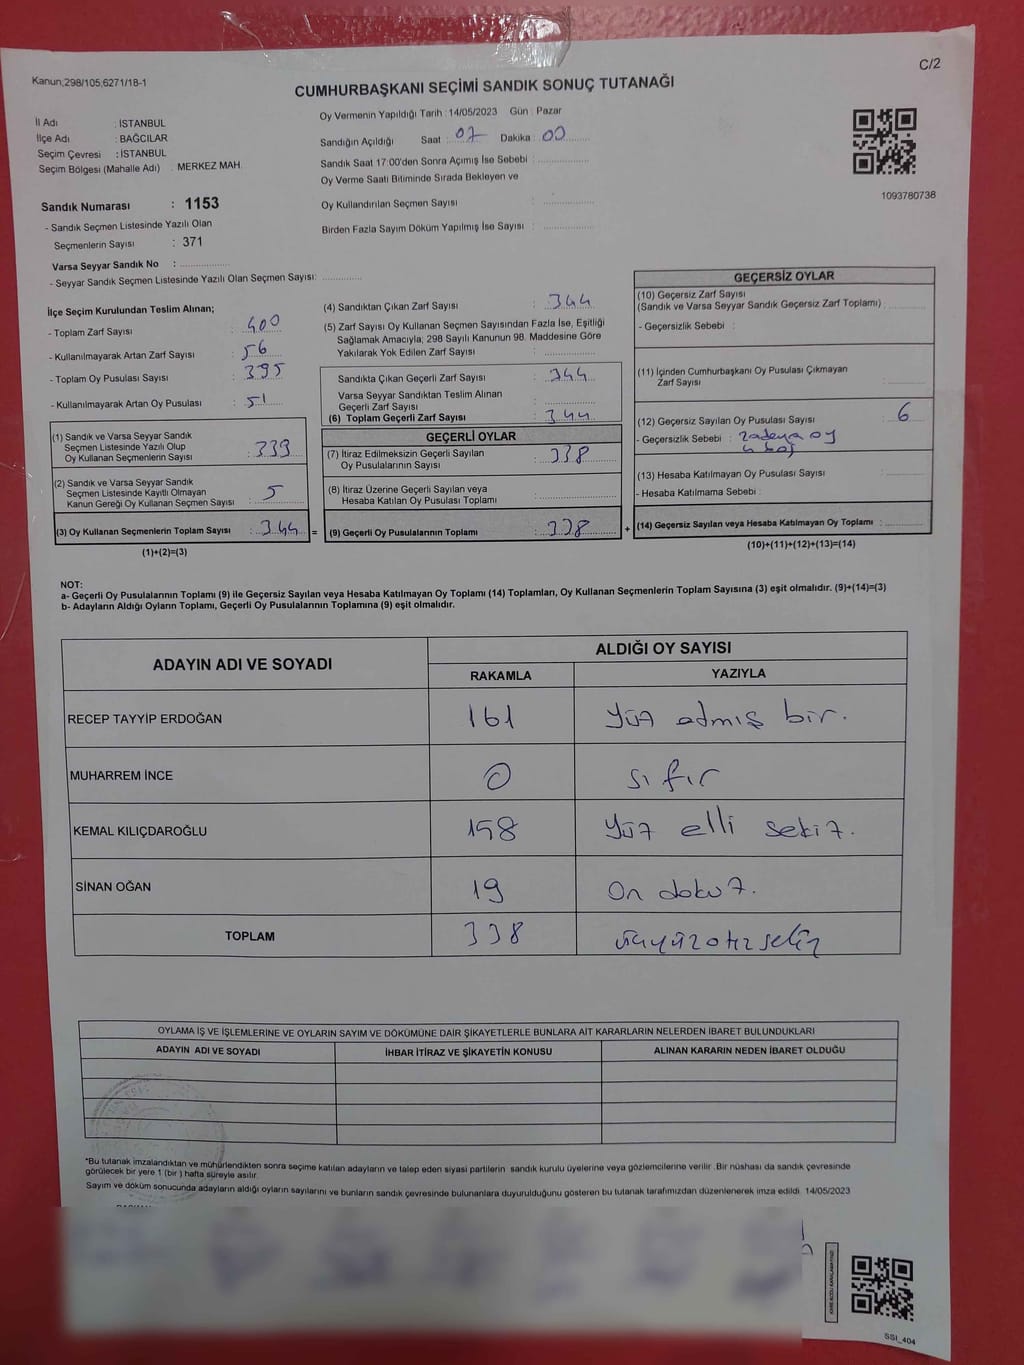 C/2
Kanun;298/105;6271/18-1
CUMHURBAŞKANI SEÇİMİ SANDIK SONUÇ TUTANAĞI
İl Adı : İSTANBUL
İlçe Adı : BAĞCILAR
Seçim Çevresi : İSTANBUL
Seçim Bölgesi (Mahalle Adı) : MERKEZ MAH.
Sandık Numarası : 1153
- Sandık Seçmen Listesinde Yazılı Olan
Seçmenlerin Sayısı : 371
Varsa Seyyar Sandık No :
- Seyyar Sandık Seçmen Listesinde Yazılı Olan Seçmen Sayısı:
Oy Vermenin Yapıldığı Tarih :14/05/2023 Gün : Pazar
Sandığın Açıldığı Saat : 07 Dakika : 00
Sandık Saat 17:00'den Sonra Açımış İse Sebebi :
Oy Verme Saati Bitiminde Sırada Bekleyen ve
Oy Kullandırılan Seçmen Sayısı :
Birden Fazla Sayım Döküm Yapılmış İse Sayısı :
1093780738
İlçe Seçim Kurulundan Teslim Alınan;
- Toplam Zarf Sayısı : 400
- Kullanılmayarak Artan Zarf Sayısı : 56
- Toplam Oy Pusulası Sayısı : 395
- Kullanılmayarak Artan Oy Pusulası : 51
(1) Sandık ve Varsa Seyyar Sandık
Seçmen Listesinde Yazılı Olup
Oy Kullanan Seçmenlerin Sayısı : 339
(2) Sandık ve Varsa Seyyar Sandık
Seçmen Listesinde Kayıtlı Olmayan
Kanun Gereği Oy Kullanan Seçmen Sayısı : 5
(3) Oy Kullanan Seçmenlerin Toplam Sayısı : 344 =
(1)+(2)=(3)
(4) Sandıktan Çıkan Zarf Sayısı : 344
(5) Zarf Sayısı Oy Kullanan Seçmen Sayısından Fazla İse, Eşitliği
Sağlamak Amacıyla; 298 Sayılı Kanunun 98. Maddesine Göre
Yakılarak Yok Edilen Zarf Sayısı :
Sandıkta Çıkan Geçerli Zarf Sayısı : 344
Varsa Seyyar Sandıktan Teslim Alınan
Geçerli Zarf Sayısı :
(6) Toplam Geçerli Zarf Sayısı : 344
GEÇERLİ OYLAR
(7) İtiraz Edilmeksizin Geçerli Sayılan
Oy Pusulalarının Sayısı : 338
(8) İtiraz Üzerine Geçerli Sayılan veya
Hesaba Katılan Oy Pusulası Toplamı :
(9) Geçerli Oy Pusulalarının Toplamı : 338 +
GEÇERSİZ OYLAR
(10) Geçersiz Zarf Sayısı
(Sandık ve Varsa Seyyar Sandık Geçersiz Zarf Toplamı) :
- Geçersizlik Sebebi :
(11) İçinden Cumhurbaşkanı Oy Pusulası Çıkmayan
Zarf Sayısı :
(12) Geçersiz Sayılan Oy Pusulası Sayısı : 6
- Geçersizlik Sebebi : oy
(13) Hesaba Katılmayan Oy Pusulası Sayısı :
- Hesaba Katılmama Sebebi :
(14) Geçersiz Sayılan veya Hesaba Katılmayan Oy Toplamı :
(10)+(11)+(12)+(13)=(14)
NOT:
a- Geçerli Oy Pusulalarının Toplamı (9) ile Geçersiz Sayılan veya Hesaba Katılmayan Oy Toplamı (14) Toplamları, Oy Kullanan Seçmenlerin Toplam Sayısına (3) eşit olmalıdır. (9)+(14)=(3)
b- Adayların Aldığı Oyların Toplamı, Geçerli Oy Pusulalarının Toplamına (9) eşit olmalıdır.
ADAYIN ADI VE SOYADI ALDIĞI OY SAYISI
RAKAMLA YAZIYLA
RECEP TAYYİP ERDOĞAN 161 Yüz atmış bir.
MUHARREM İNCE 0 sıfır
KEMAL KILIÇDAROĞLU 158 Yüz elli sekiz.
SİNAN OĞAN 19 On dokuz.
TOPLAM 338 üçyüzotuzsekiz
OYLAMA İŞ VE İŞLEMLERİNE VE OYLARIN SAYIM VE DÖKÜMÜNE DAİR ŞİKAYETLERLE BUNLARA AİT KARARLARIN NELERDEN İBARET BULUNDUKLARI
ADAYIN ADI VE SOYADI İHBAR İTİRAZ VE ŞİKAYETİN KONUSU ALINAN KARARIN NEDEN İBARET OLDUĞU
*Bu tutanak imzalandıktan ve mühürlendikten sonra seçime katılan adayların ve talep eden siyasi partilerin sandık kurulu üyelerine veya gözlemcilerine verilir. Bir nüshası da sandık çevresinde
görülecek bir yere 1 (bir ) hafta süreyle asılır.
Sayım ve döküm sonucunda adayların aldığı oyların sayılarını ve bunların sandık çevresinde bulunanlara duyurulduğunu gösteren bu tutanak tarafımızdan düzenlenerek imza edildi. 14/05/2023
SSI_404